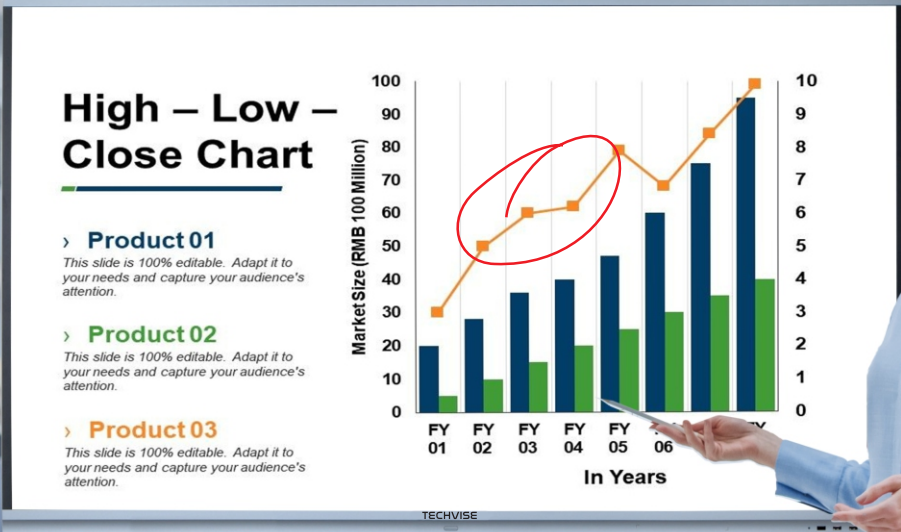 High – Low –
Close Chart
› Product 01
This slide is 100% editable. Adapt it to
your needs and capture your audience's
attention.
› Product 02
This slide is 100% editable. Adapt it to
your needs and capture your audience's
attention.
› Product 03
This slide is 100% editable. Adapt it to
your needs and capture your audience's
attention.
Market Size (RMB 100 Million)
100
90
80
70
60
50
40
30
20
10
0
10
9
8
7
6
5
4
3
2
1
0
FY 01
FY 02
FY 03
FY 04
FY 05
06
In Years
TECHVISE